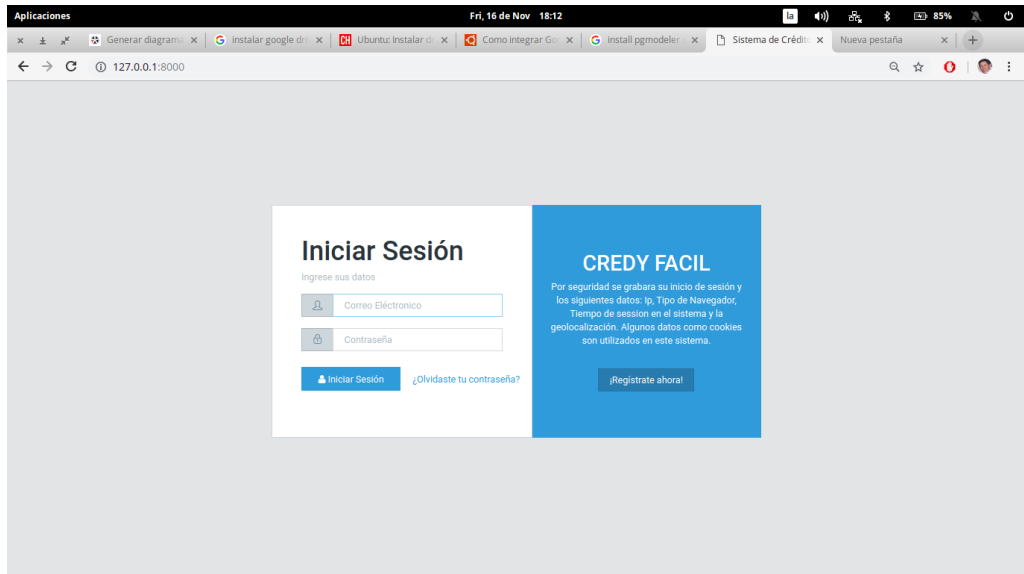 Aplicaciones
Fri, 16 de Nov 18:12
la
85%
Generar diagrama
instalar google dri
CH
Ubuntu: Instalar d
Como integrar Go
install pgmodeler
Sistema de Crédito
Nueva pestaña
127.0.0.1:8000
Iniciar Sesión
Ingrese sus datos
Correo Eléctronico
Contraseña
Iniciar Sesión
¿Olvidaste tu contraseña?
CREDY FACIL
Por seguridad se grabara su inicio de sesión y
los siguientes datos: Ip, Tipo de Navegador,
Tiempo de session en el sistema y la
geolocalización. Algunos datos como cookies
son utilizados en este sistema.
¡Registrate ahora!